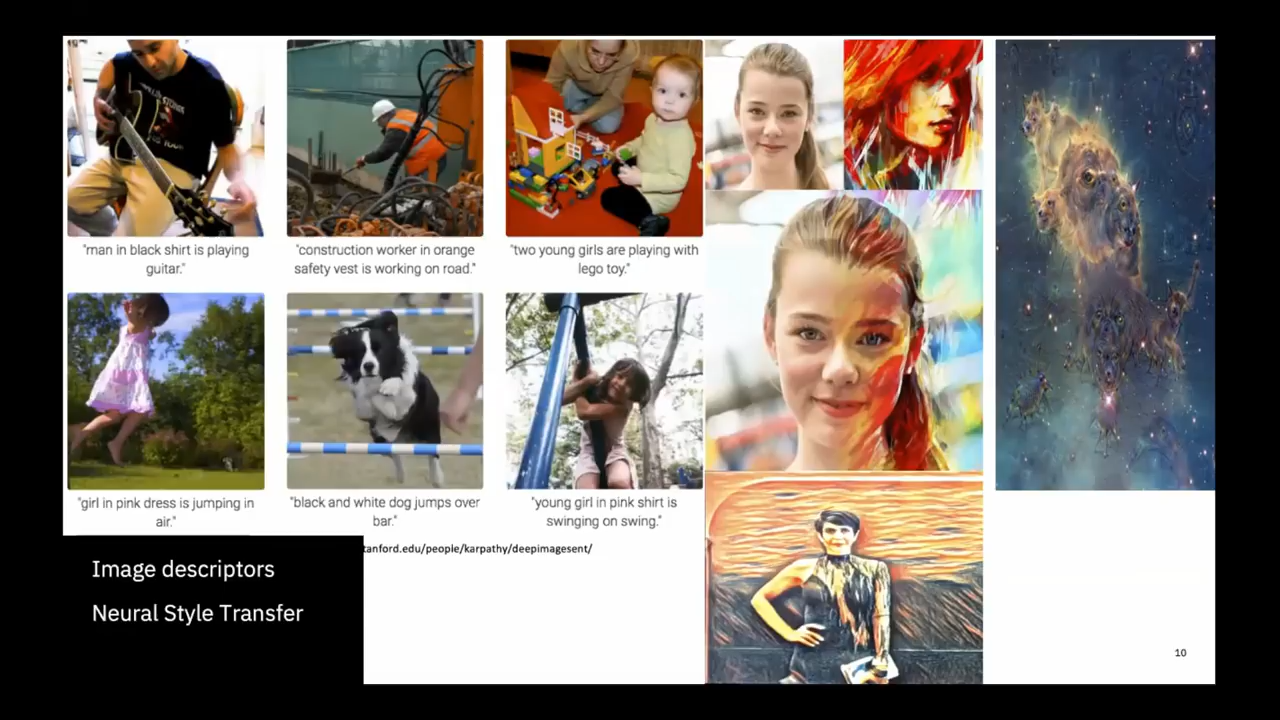 "man in black shirt is playing
guitar."
"construction worker in orange
safety vest is working on road."
"two young girls are playing with
lego toy."
"girl in pink dress is jumping in
air."
"black and white dog jumps over
bar."
"young girl in pink shirt is
swinging on swing."
tanford.edu/people/karpathy/deepimagesent/
Image descriptors
Neural Style Transfer
10